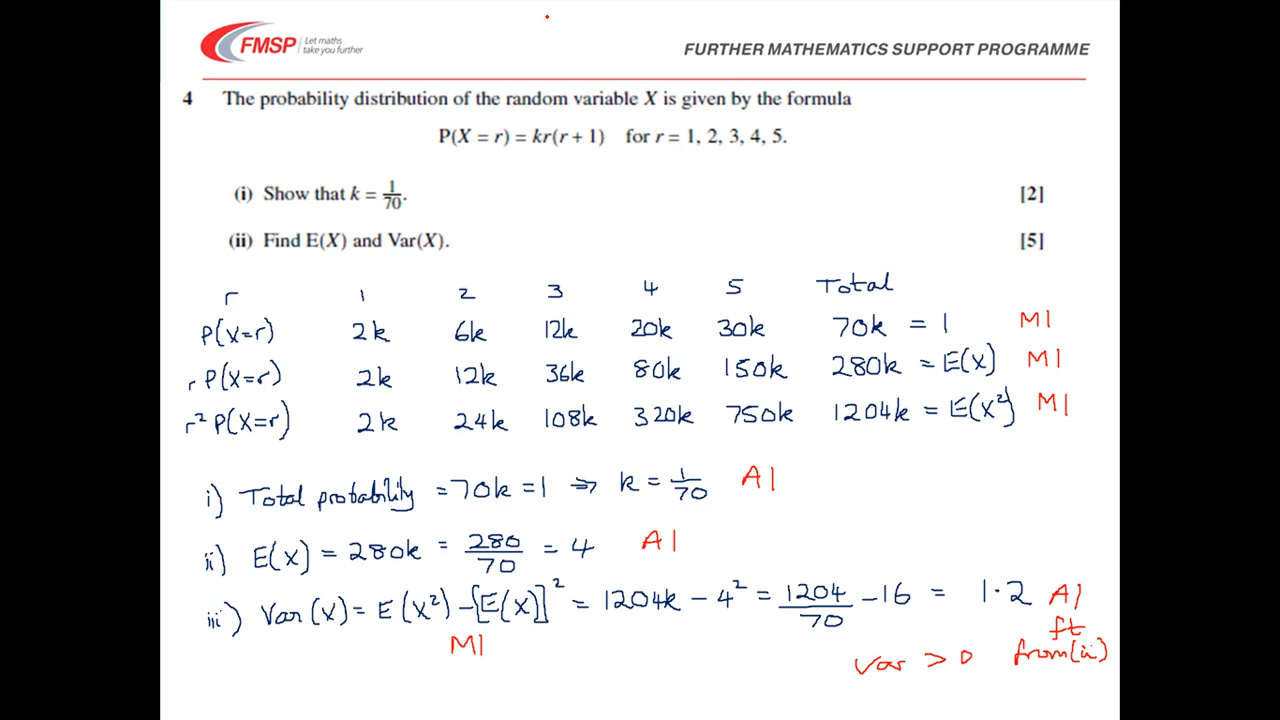 FMSP Let maths take you further
FURTHER MATHEMATICS SUPPORT PROGRAMME
4 The probability distribution of the random variable X is given by the formula
P(X = r) = kr(r + 1) for r = 1, 2, 3, 4, 5.
(i) Show that k = 1/70. [2]
(ii) Find E(X) and Var(X). [5]
r 1 2 3 4 5 Total
P(X=r) 2k 6k 12k 20k 30k 70k = 1 M1
r P(X=r) 2k 12k 36k 80k 150k 280k = E(X) M1
r² P(X=r) 2k 24k 108k 320k 750k 1204k = E(X²) M1
i) Total probability = 70k = 1 ⇒ k = 1/70 A1
ii) E(X) = 280k = 280/70 = 4 A1
iii) Var(X) = E(X²) - [E(X)]² = 1204k - 4² = 1204/70 - 16 = 1.2 A1
ft
M1
var > 0 from(ii)